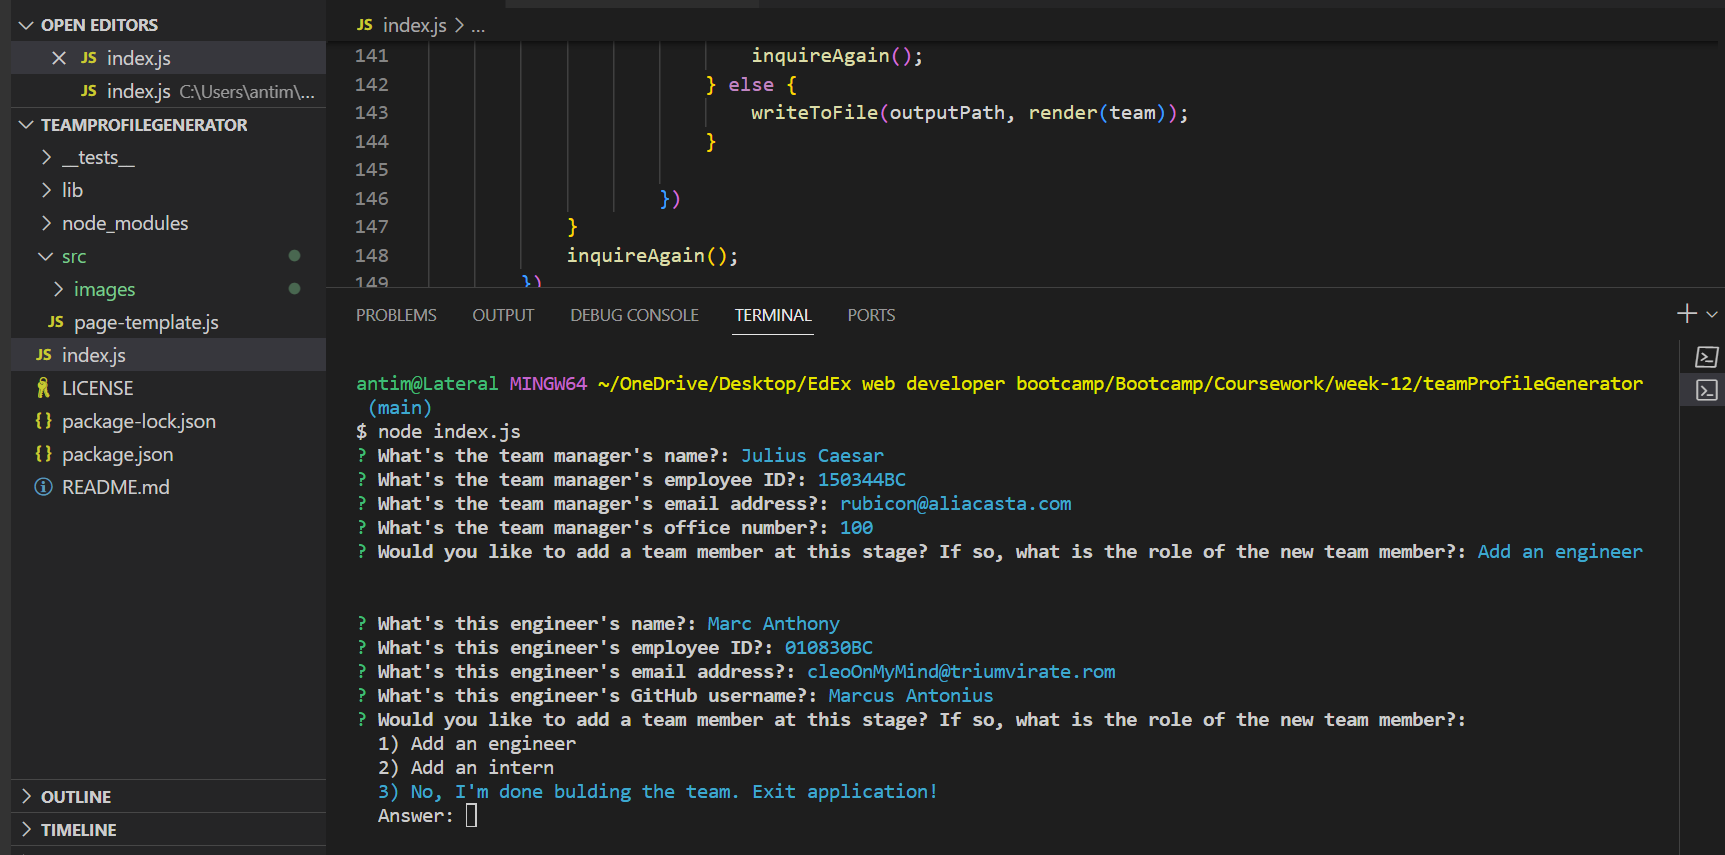 OPEN EDITORS
JS index.js
JS index.js C:\Users\antim\...
TEAMPROFILEGENERATOR
__tests__
lib
node_modules
src
images
JS page-template.js
JS index.js
LICENSE
{} package-lock.json
{} package.json
README.md
OUTLINE
TIMELINE
JS index.js > ...
141 inquireAgain();
142 } else {
143 writeToFile(outputPath, render(team));
144 }
145
146 })
147 }
148 inquireAgain();
149 })
PROBLEMS OUTPUT DEBUG CONSOLE TERMINAL PORTS
antim@Lateral MINGW64 ~/OneDrive/Desktop/EdEx web developer bootcamp/Bootcamp/Coursework/week-12/teamProfileGenerator
(main)
$ node index.js
? What's the team manager's name?: Julius Caesar
? What's the team manager's employee ID?: 150344BC
? What's the team manager's email address?: rubicon@aliacasta.com
? What's the team manager's office number?: 100
? Would you like to add a team member at this stage? If so, what is the role of the new team member?: Add an engineer
? What's this engineer's name?: Marc Anthony
? What's this engineer's employee ID?: 010830BC
? What's this engineer's email address?: cleoOnMyMind@triumvirate.rom
? What's this engineer's GitHub username?: Marcus Antonius
? Would you like to add a team member at this stage? If so, what is the role of the new team member?:
1) Add an engineer
2) Add an intern
3) No, I'm done bulding the team. Exit application!
Answer: